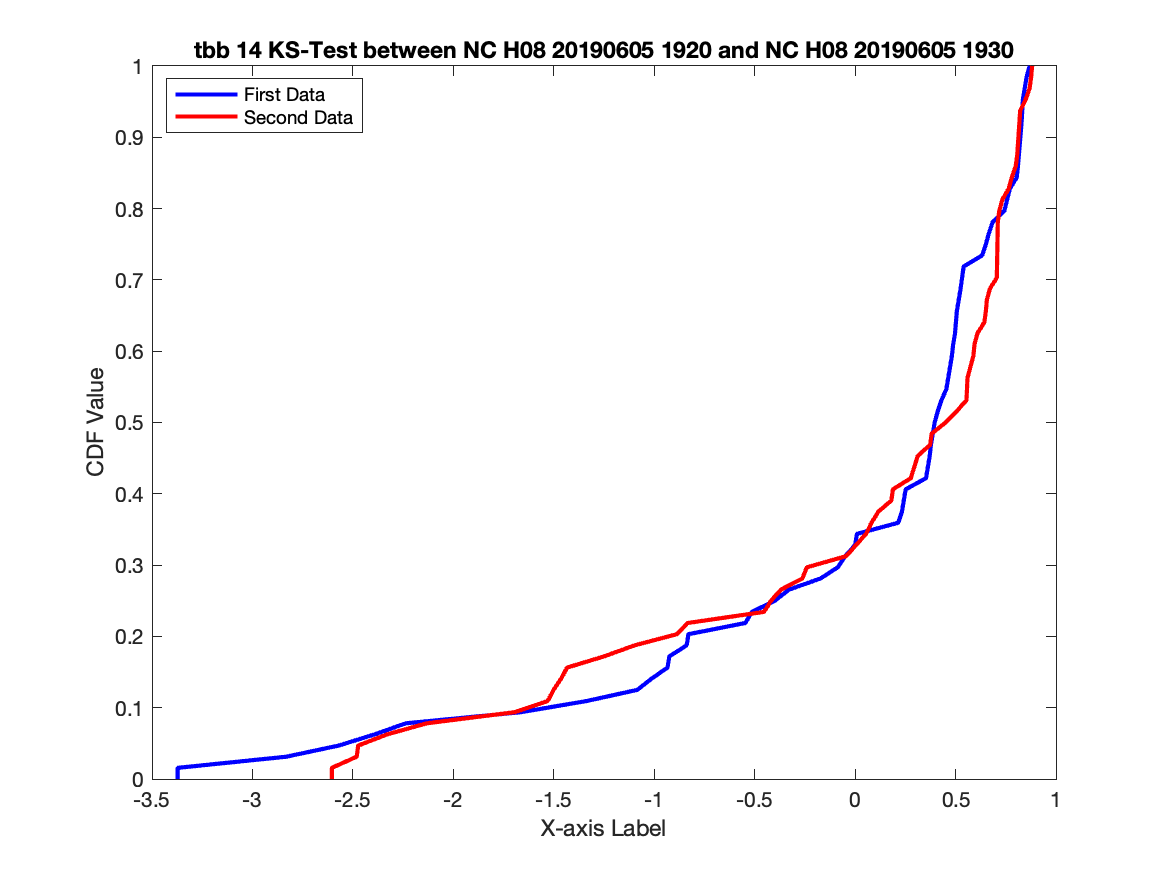 tbb 14 KS-Test between NC H08 20190605 1920 and NC H08 20190605 1930
First Data
Second Data
1
0.9
0.8
0.7
0.6
0.5
0.4
0.3
0.2
0.1
0
CDF Value
-3.5 -3 -2.5 -2 -1.5 -1 -0.5 0 0.5 1
X-axis Label